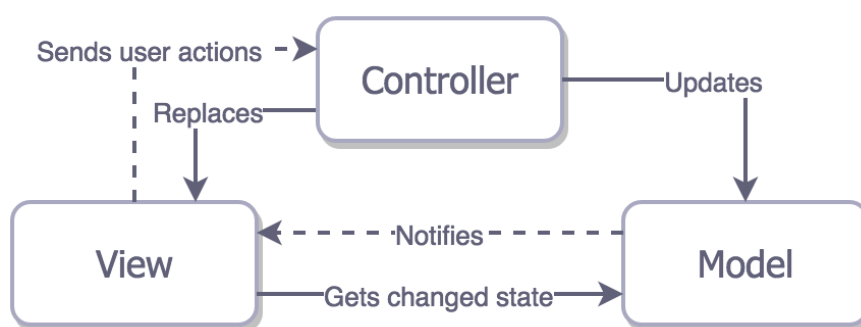 Sends user actions
Controller
Updates
Replaces
View
Notifies
Model
Gets changed state